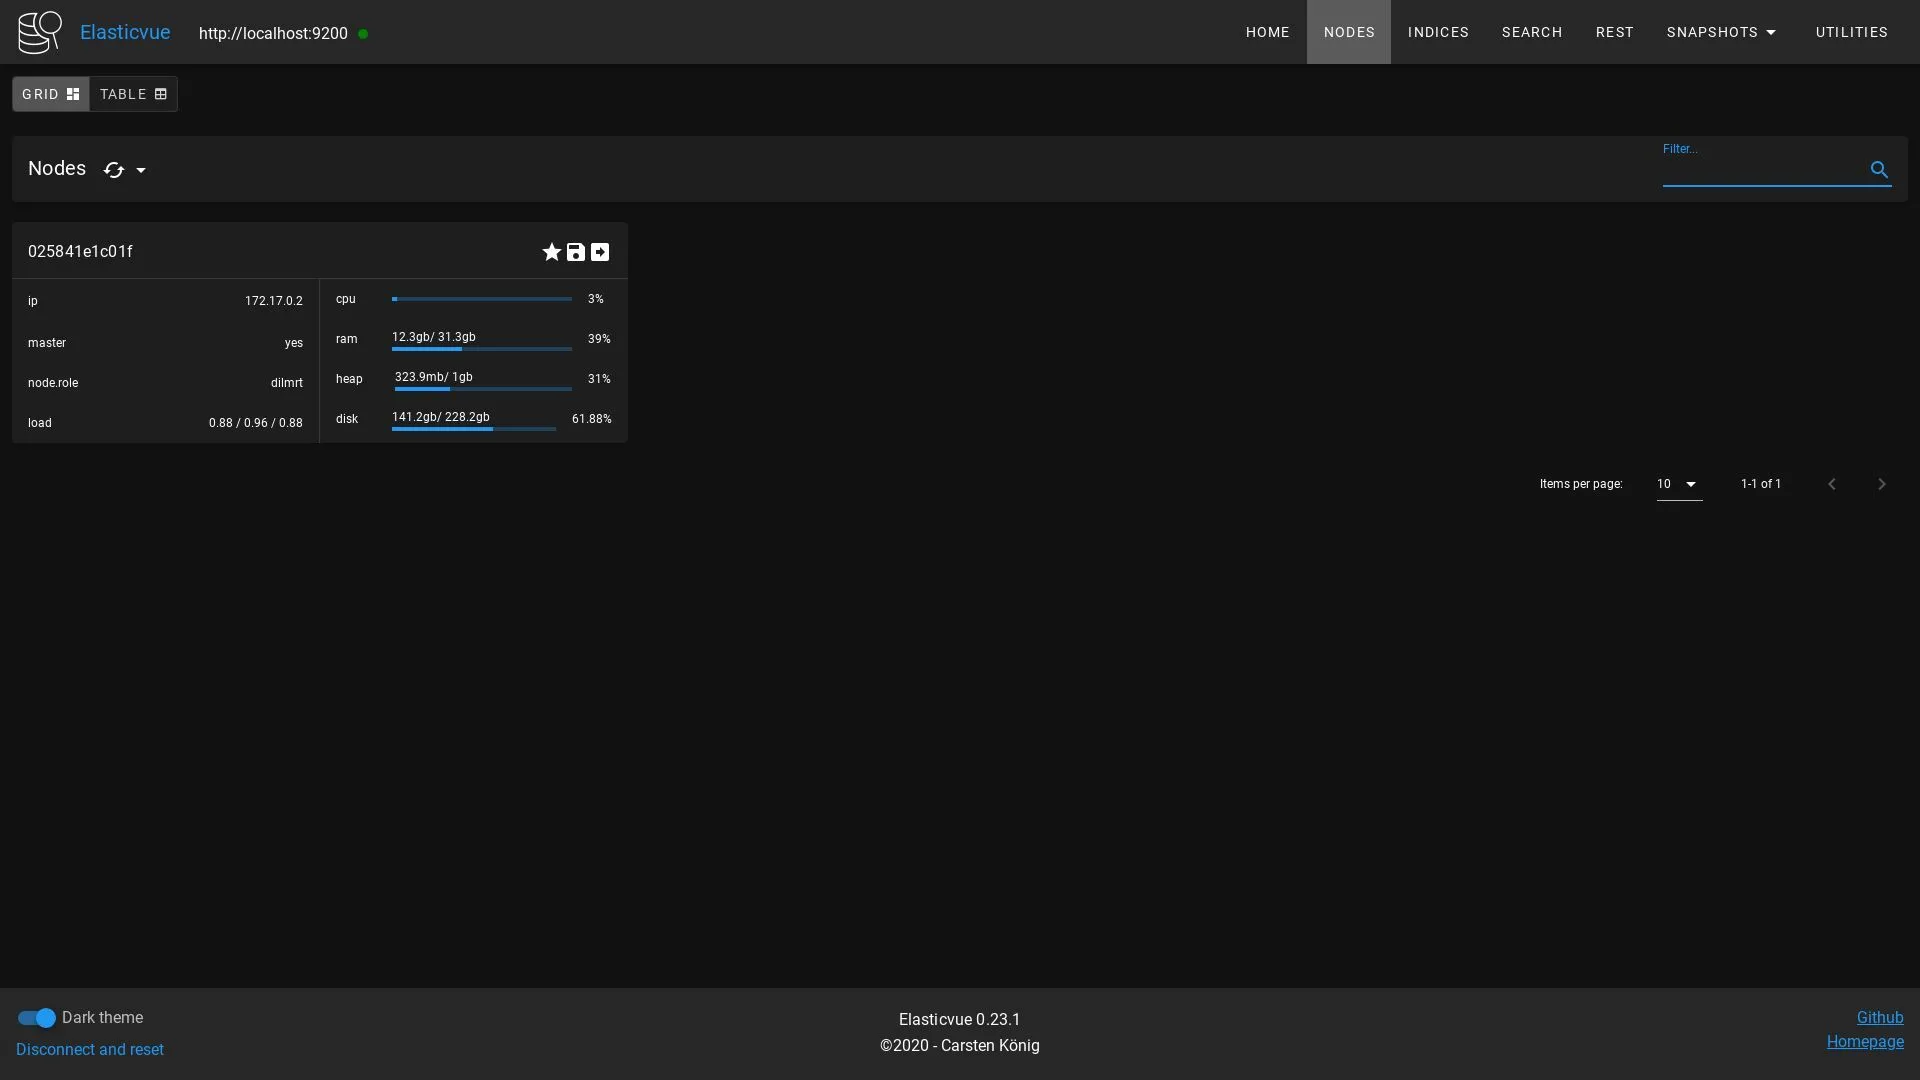 Elasticvue http://localhost:9200 HOME NODES INDICES SEARCH REST SNAPSHOTS UTILITIES
GRID TABLE
Nodes
Filter...
025841e1c01f
ip 172.17.0.2
master yes
node.role dilmrt
load 0.88 / 0.96 / 0.88
cpu 3%
ram 12.3gb/ 31.3gb 39%
heap 323.9mb/ 1gb 31%
disk 141.2gb/ 228.2gb 61.88%
Items per page: 10 1-1 of 1
Dark theme
Disconnect and reset
Elasticvue 0.23.1
©2020 - Carsten König
Github
Homepage